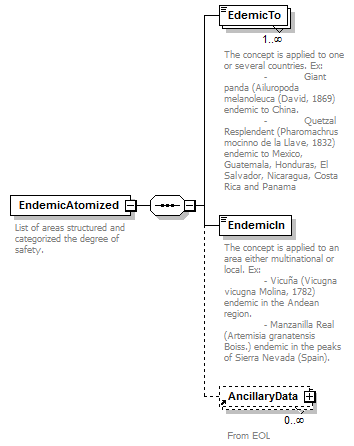 EdemicTo
1..∞
The concept is applied to one
or several countries. Ex:
- Giant
panda (Ailuropoda
melanoleuca (David, 1869)
endemic to China.
- Quetzal
Resplendent (Pharomachrus
mocinno de la Llave, 1832)
endemic to Mexico,
Guatemala, Honduras, El
Salvador, Nicaragua, Costa
Rica and Panama
EndemicAtomized
List of areas structured and
categorized the degree of
safety.
EndemicIn
The concept is applied to an
area either multinational or
local. Ex:
- Vicuña (Vicugna
vicugna Molina, 1782)
endemic in the Andean
region.
- Manzanilla Real
(Artemisia granatensis
Boiss.) endemic in the peaks
of Sierra Nevada (Spain).
AncillaryData
0..∞
From EOL